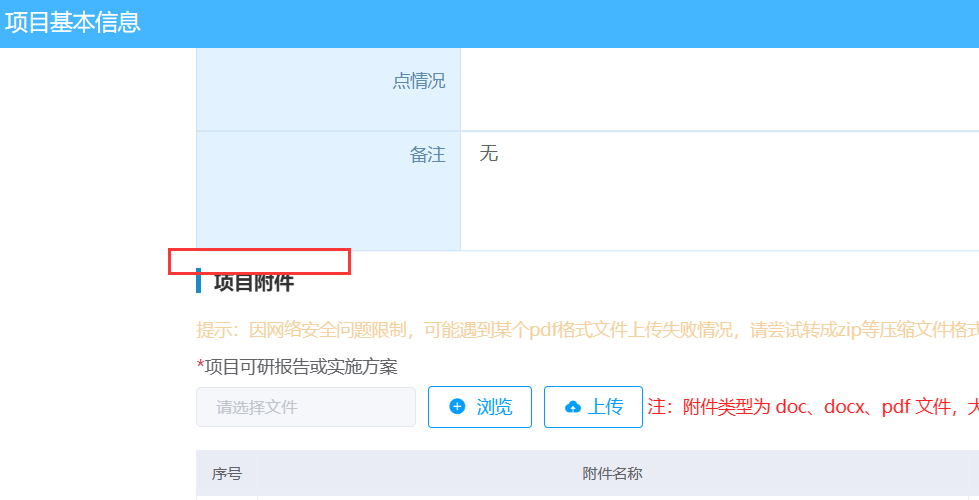 项目基本信息
点情况
备注 无
项目附件
提示：因网络安全问题限制，可能遇到某个pdf格式文件上传失败情况，请尝试转成zip等压缩文件格式
*项目可研报告或实施方案
请选择文件 浏览 上传 注：附件类型为 doc、docx、pdf 文件，大
序号 附件名称